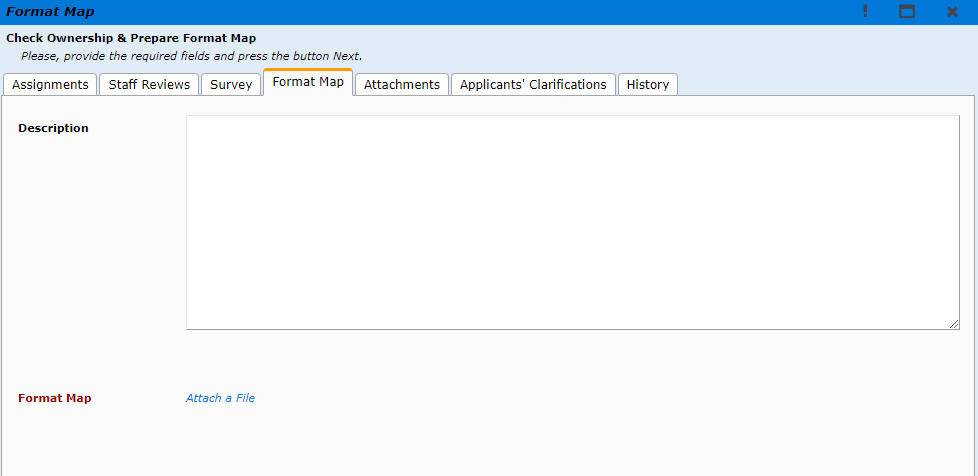 Format Map
Check Ownership & Prepare Format Map
Please, provide the required fields and press the button Next.
Assignments Staff Reviews Survey Format Map Attachments Applicants' Clarifications History
Description
Format Map Attach a File